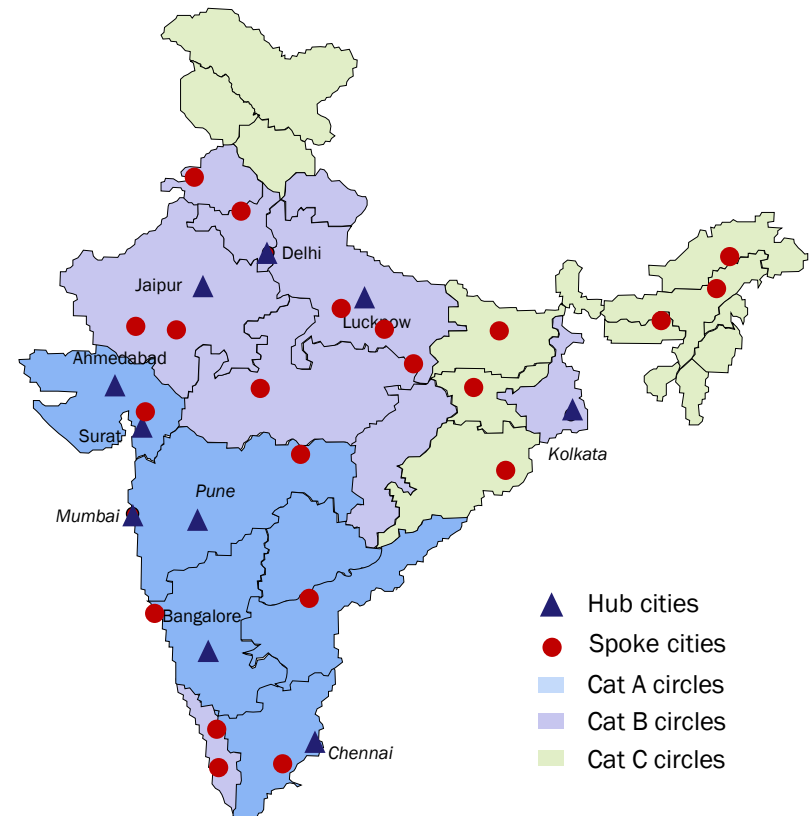 Delhi
Jaipur
Lucknow
Ahmedabad
Surat
Kolkata
Pune
Mumbai
Bangalore
Chennai
Hub cities
Spoke cities
Cat A circles
Cat B circles
Cat C circles